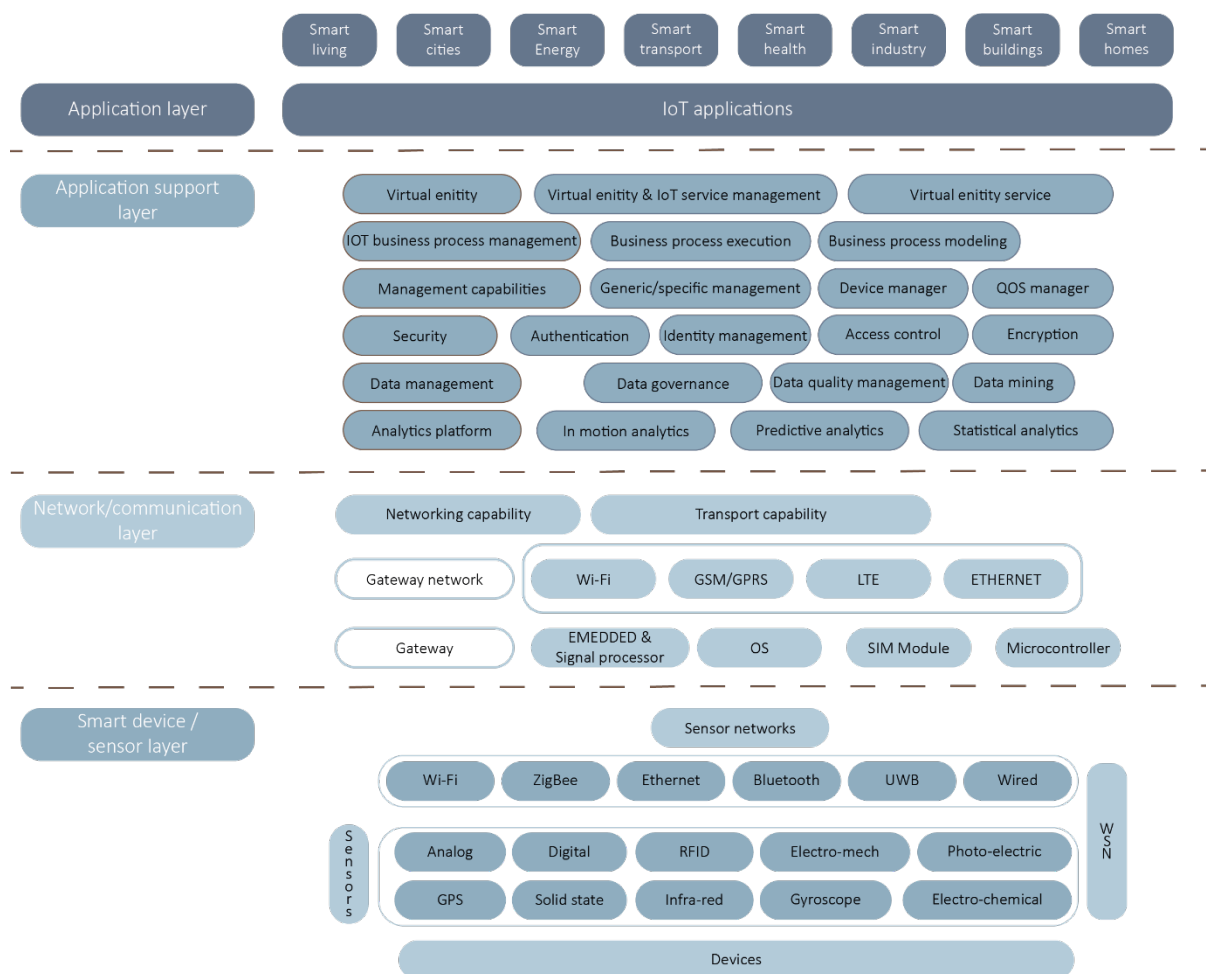 Smart
living
Smart
cities
Smart
Energy
Smart
transport
Smart
health
Smart
industry
Smart
buildings
Smart
homes
Application layer
IoT applications
Application support
layer
Virtual enitity
Virtual enitity & IoT service management
Virtual enitity service
IOT business process management
Business process execution
Business process modeling
Management capabilities
Generic/specific management
Device manager
QOS manager
Security
Authentication
Identity management
Access control
Encryption
Data management
Data governance
Data quality management
Data mining
Analytics platform
In motion analytics
Predictive analytics
Statistical analytics
Network/communication
layer
Networking capability
Transport capability
Gateway network
Wi-Fi
GSM/GPRS
LTE
ETHERNET
Gateway
EMEDDED &
Signal processor
OS
SIM Module
Microcontroller
Smart device /
sensor layer
Sensor networks
Wi-Fi
ZigBee
Ethernet
Bluetooth
UWB
Wired
WSN
Sensors
Analog
Digital
RFID
Electro-mech
Photo-electric
GPS
Solid state
Infra-red
Gyroscope
Electro-chemical
Devices